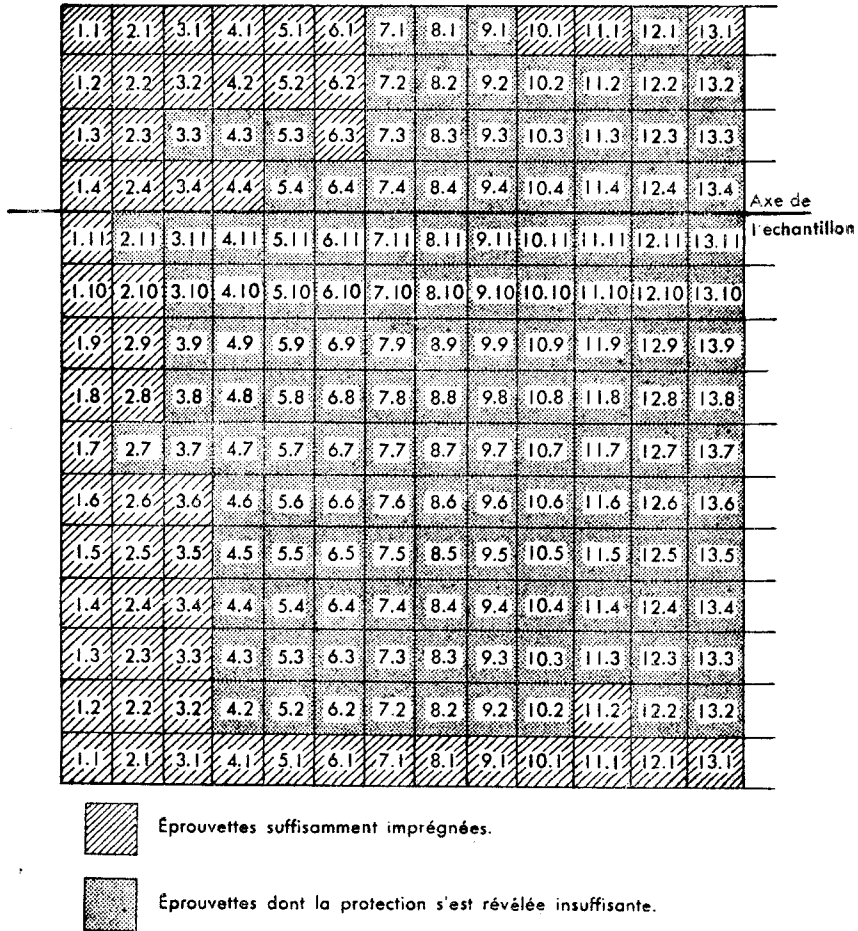 1.1 2.1 3.1 4.1 5.1 6.1 7.1 8.1 9.1 10.1 11.1 12.1 13.1
1.2 2.2 3.2 4.2 5.2 6.2 7.2 8.2 9.2 10.2 11.2 12.2 13.2
1.3 2.3 3.3 4.3 5.3 6.3 7.3 8.3 9.3 10.3 11.3 12.3 13.3
1.4 2.4 3.4 4.4 5.4 6.4 7.4 8.4 9.4 10.4 11.4 12.4 13.4
Axe de
l'echantillon
1.11 2.11 3.11 4.11 5.11 6.11 7.11 8.11 9.11 10.11 11.11 12.11 13.11
1.10 2.10 3.10 4.10 5.10 6.10 7.10 8.10 9.10 10.10 11.10 12.10 13.10
1.9 2.9 3.9 4.9 5.9 6.9 7.9 8.9 9.9 10.9 11.9 12.9 13.9
1.8 2.8 3.8 4.8 5.8 6.8 7.8 8.8 9.8 10.8 11.8 12.8 13.8
1.7 2.7 3.7 4.7 5.7 6.7 7.7 8.7 9.7 10.7 11.7 12.7 13.7
1.6 2.6 3.6 4.6 5.6 6.6 7.6 8.6 9.6 10.6 11.6 12.6 13.6
1.5 2.5 3.5 4.5 5.5 6.5 7.5 8.5 9.5 10.5 11.5 12.5 13.5
1.4 2.4 3.4 4.4 5.4 6.4 7.4 8.4 9.4 10.4 11.4 12.4 13.4
1.3 2.3 3.3 4.3 5.3 6.3 7.3 8.3 9.3 10.3 11.3 12.3 13.3
1.2 2.2 3.2 4.2 5.2 6.2 7.2 8.2 9.2 10.2 11.2 12.2 13.2
1.1 2.1 3.1 4.1 5.1 6.1 7.1 8.1 9.1 10.1 11.1 12.1 13.1
Éprouvettes suffisamment imprégnées.
Éprouvettes dont la protection s'est révélée insuffisante.